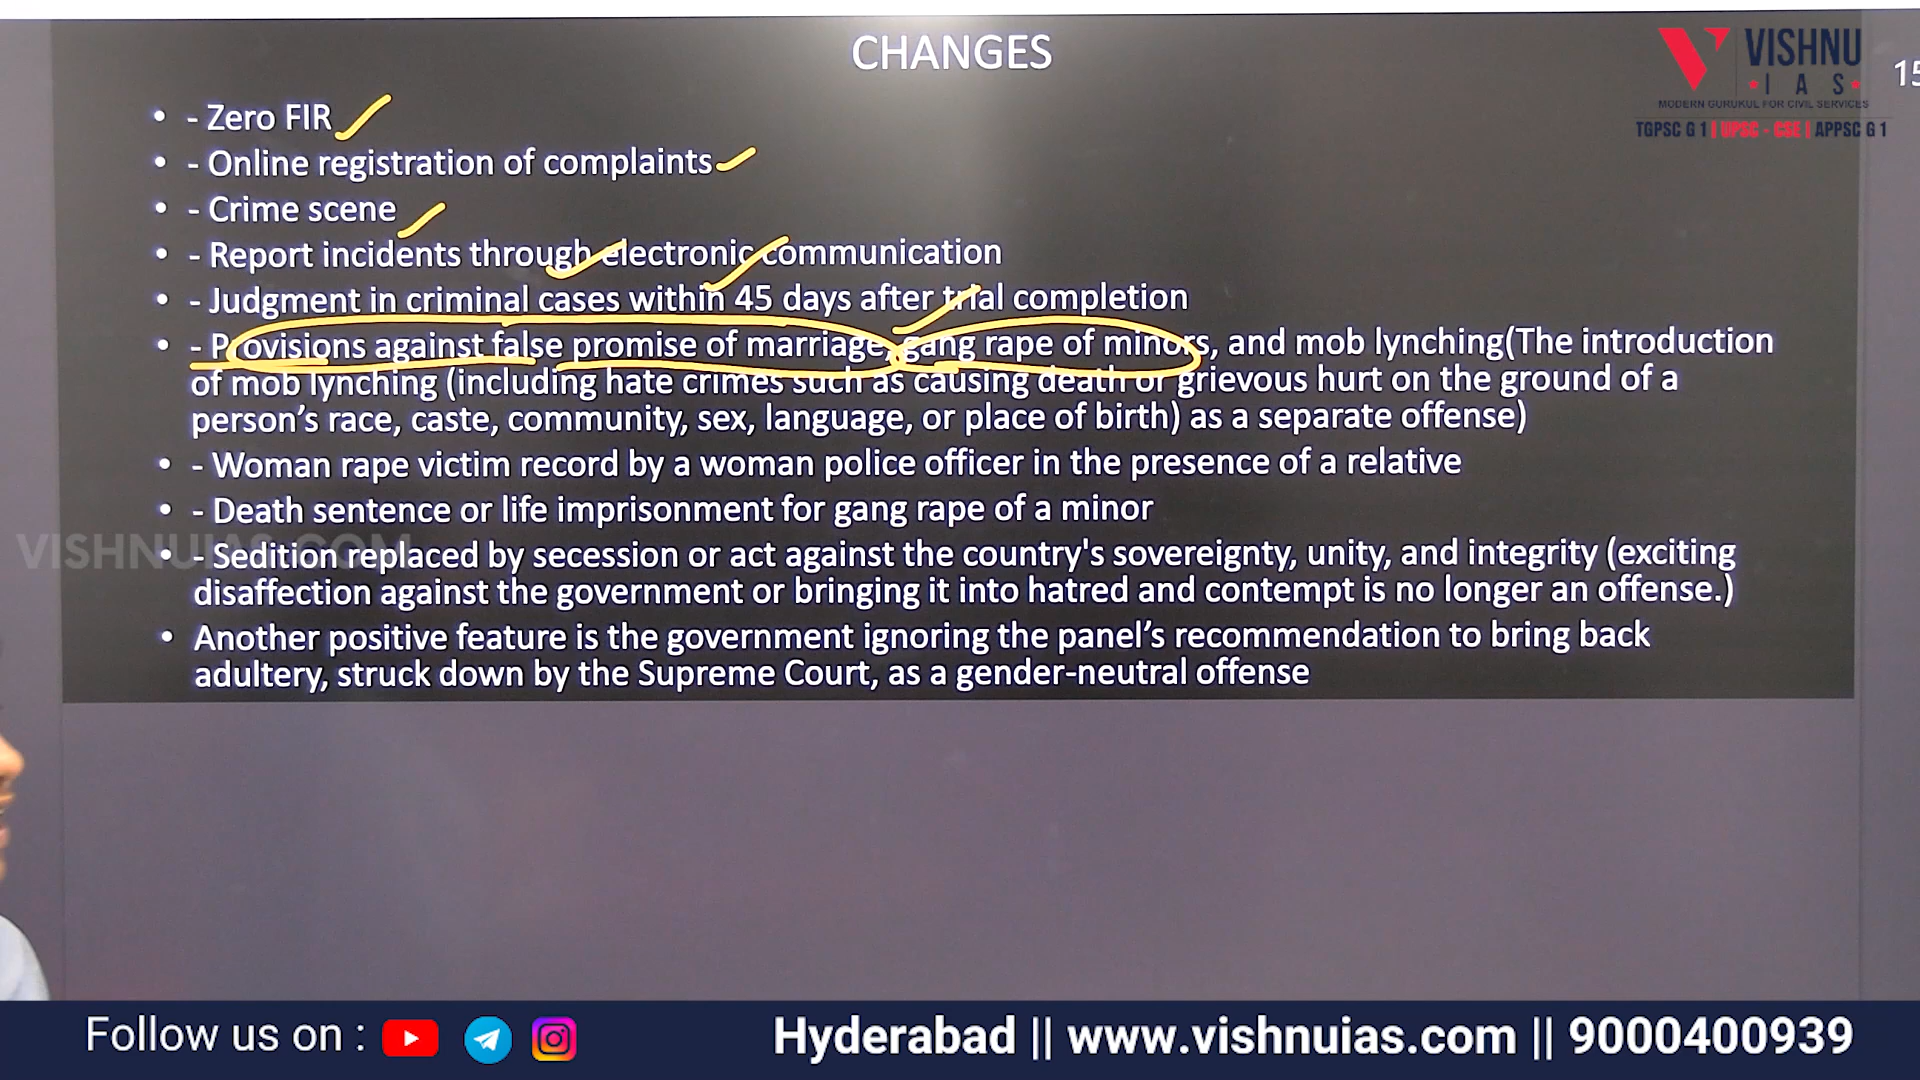 CHANGES
VISHNU
I A S
MODERN GURUKUL FOR CIVIL SERVICES
TGPSC G 1 | UPSC - CSE | APPSC G 1
15
• - Zero FIR
• - Online registration of complaints
• - Crime scene
• - Report incidents through electronic communication
• - Judgment in criminal cases within 45 days after trial completion
• - Provisions against false promise of marriage, gang rape of minors, and mob lynching(The introduction
of mob lynching (including hate crimes such as causing death or grievous hurt on the ground of a
person's race, caste, community, sex, language, or place of birth) as a separate offense)
• - Woman rape victim record by a woman police officer in the presence of a relative
• - Death sentence or life imprisonment for gang rape of a minor
VISHNUIAS.COM
• - Sedition replaced by secession or act against the country's sovereignty, unity, and integrity (exciting
disaffection against the government or bringing it into hatred and contempt is no longer an offense.)
• Another positive feature is the government ignoring the panel's recommendation to bring back
adultery, struck down by the Supreme Court, as a gender-neutral offense
Follow us on :
Hyderabad || www.vishnuias.com || 9000400939